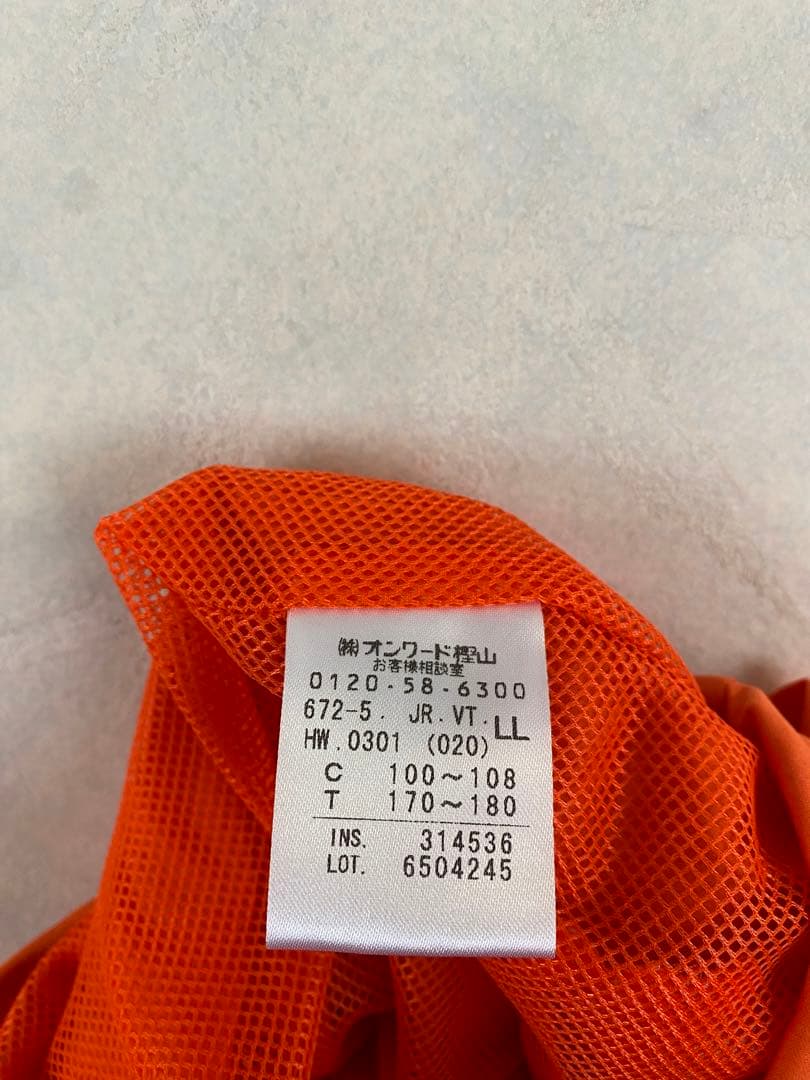 ㈱オンワード樫山
お客様相談室
0120-58-6300
672-5. JR.VT. LL
HW.0301 (020)
C 100～108
T 170～180
INS. 314536
LOT. 6504245